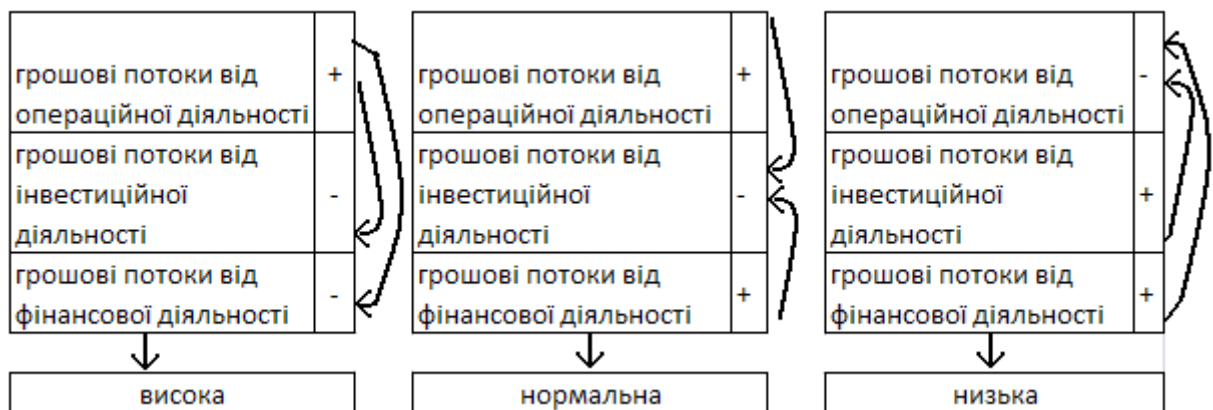 грошові потоки від +
операційної діяльності
грошові потоки від
інвестиційної -
діяльності
грошові потоки від
фінансової діяльності -
висока
грошові потоки від +
операційної діяльності
грошові потоки від
інвестиційної -
діяльності
грошові потоки від
фінансової діяльності +
нормальна
грошові потоки від -
операційної діяльності
грошові потоки від
інвестиційної +
діяльності
грошові потоки від
фінансової діяльності +
низька